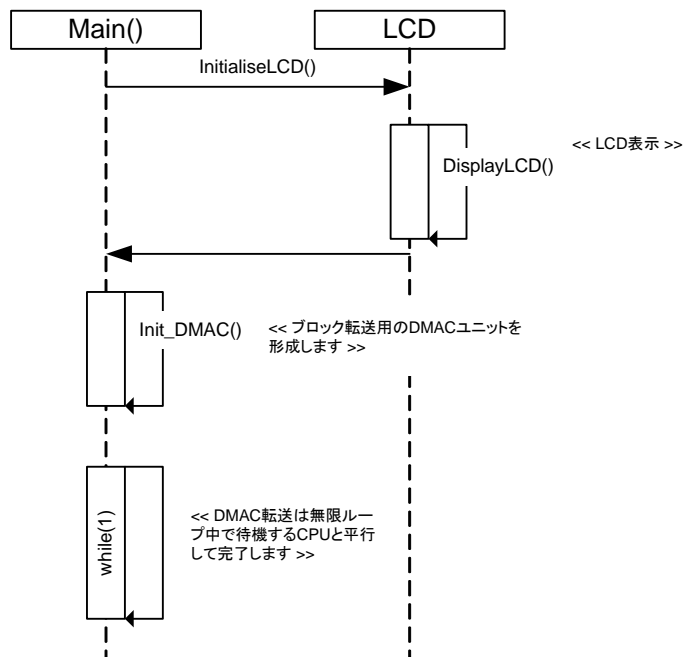 Main()
LCD
InitialiseLCD()
<< LCD表示 >>
DisplayLCD()
Init_DMAC()
<< ブロック転送用のDMACユニットを
形成します >>
while(1)
<< DMAC転送は無限ルー
プ中で待機するCPUと平行
して完了します >>